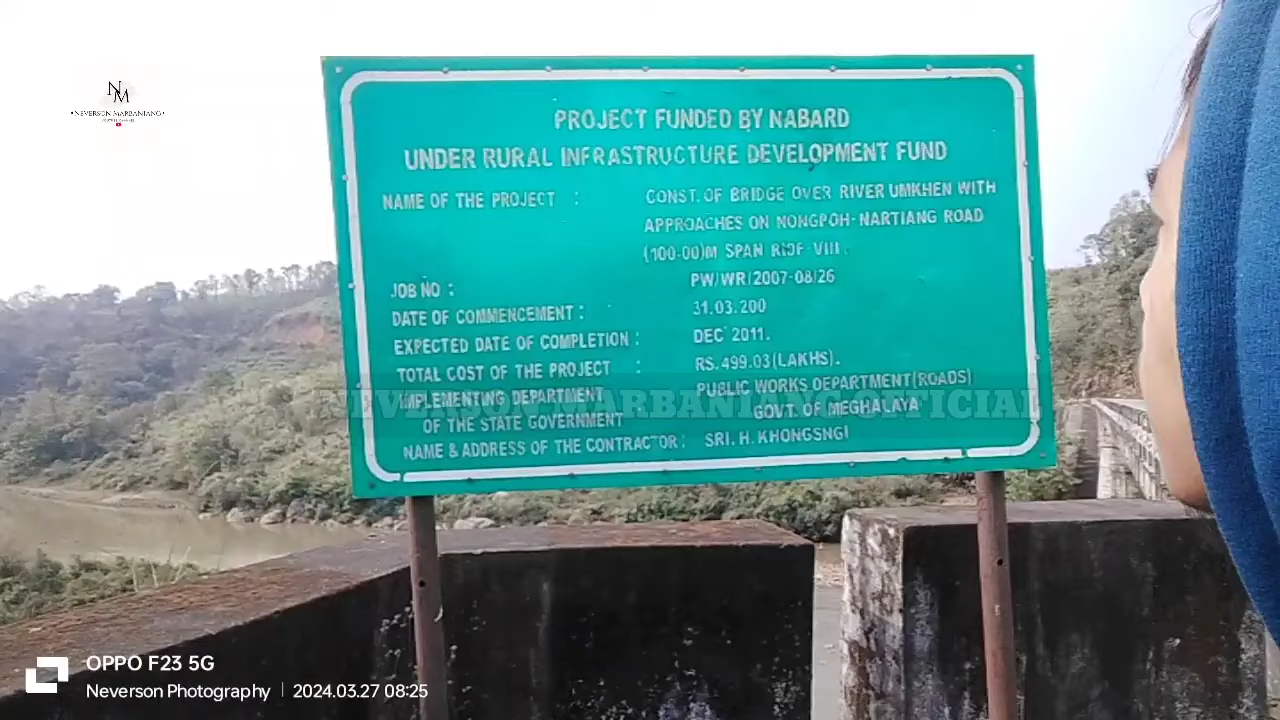 NM
NEVERSON MARBANIANG
PROJECT FUNDED BY NABARD
UNDER RURAL INFRASTRUCTURE DEVELOPMENT FUND
NAME OF THE PROJECT : CONST. OF BRIDGE OVER RIVER UMKHEN WITH
APPROACHES ON NONGPOH-NARTIANG ROAD
(100-00)M SPAN RIDF-VIII.
JOB NO : PW/WR/2007-08/26
DATE OF COMMENCEMENT : 31.03.200
EXPECTED DATE OF COMPLETION : DEC' 2011.
TOTAL COST OF THE PROJECT : RS.499.03(LAKHS).
IMPLEMENTING DEPARTMENT PUBLIC WORKS DEPARTMENT(ROADS)
OF THE STATE GOVERNMENT : GOVT. OF MEGHALAYA
NEVERSON MARBANIANG OFFICIAL
NAME & ADDRESS OF THE CONTRACTOR : SRI. H. KHONGSNGI
OPPO F23 5G
Neverson Photography | 2024.03.27 08:25